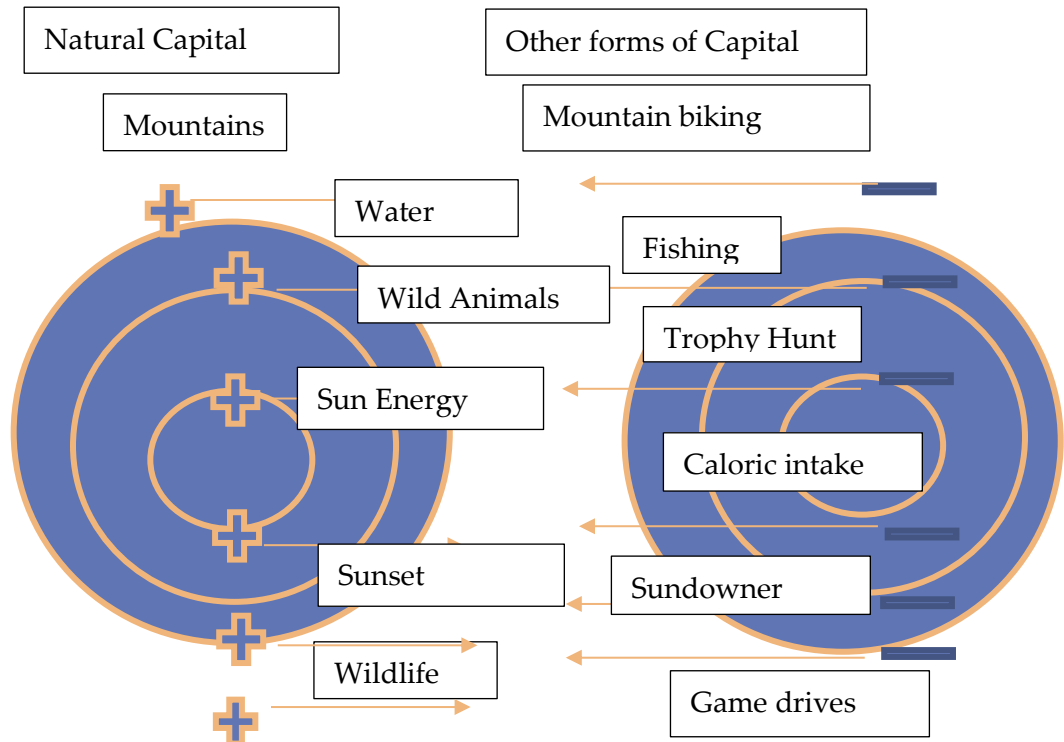 Natural Capital
Other forms of Capital
Mountains
Mountain biking
Water
Fishing
Wild Animals
Trophy Hunt
Sun Energy
Caloric intake
Sunset
Sundowner
Wildlife
Game drives